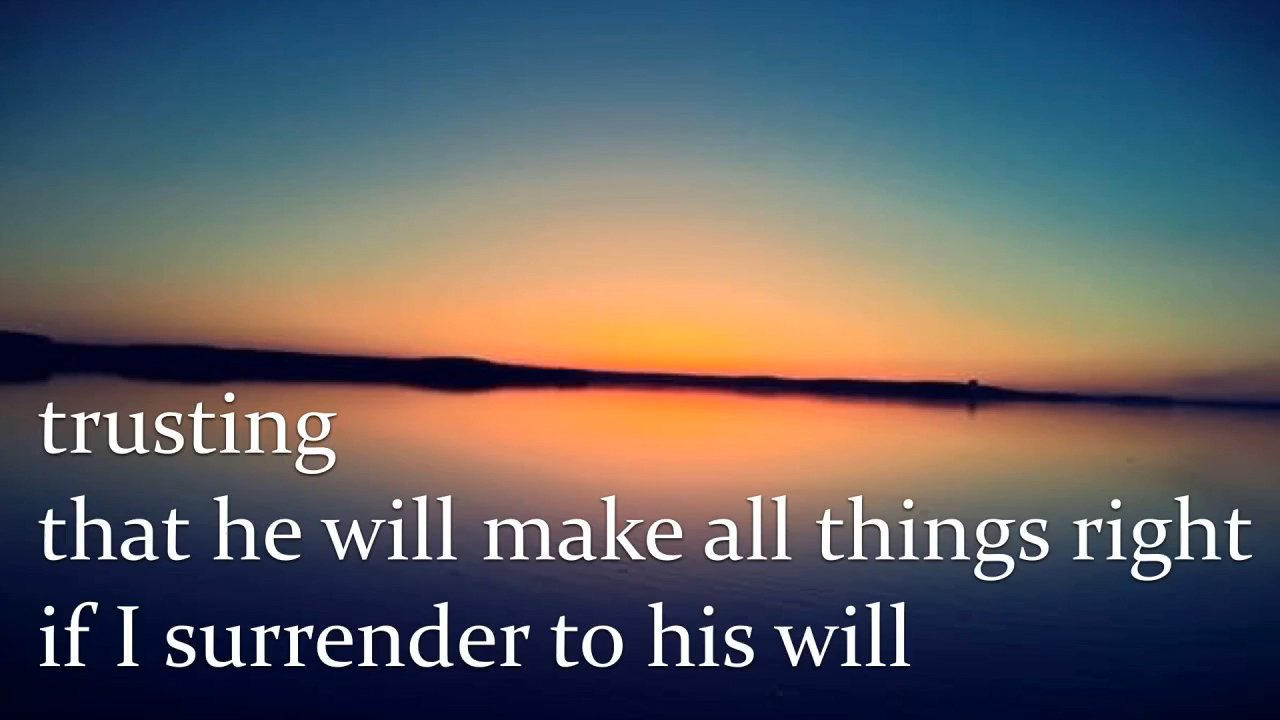 trusting
that he will make all things right
if I surrender to his will